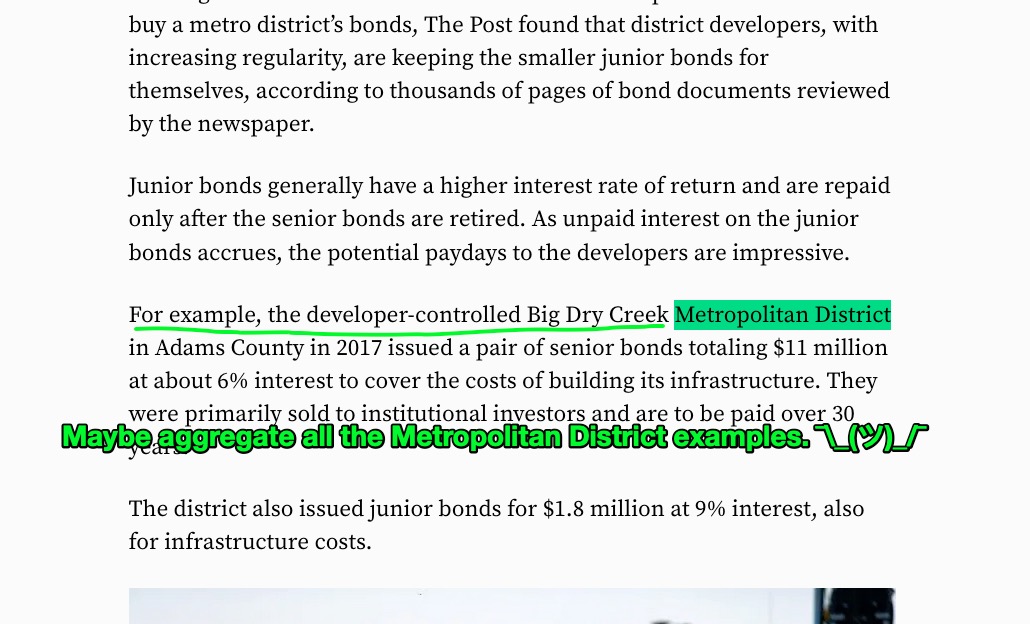 buy a metro district’s bonds, The Post found that district developers, with
increasing regularity, are keeping the smaller junior bonds for
themselves, according to thousands of pages of bond documents reviewed
by the newspaper.
Junior bonds generally have a higher interest rate of return and are repaid
only after the senior bonds are retired. As unpaid interest on the junior
bonds accrues, the potential paydays to the developers are impressive.
For example, the developer-controlled Big Dry Creek Metropolitan District
in Adams County in 2017 issued a pair of senior bonds totaling $11 million
at about 6% interest to cover the costs of building its infrastructure. They
were primarily sold to institutional investors and are to be paid over 30
Maybe aggregate all the Metropolitan District examples. ¯\_(ツ)_/¯
years.
The district also issued junior bonds for $1.8 million at 9% interest, also
for infrastructure costs.